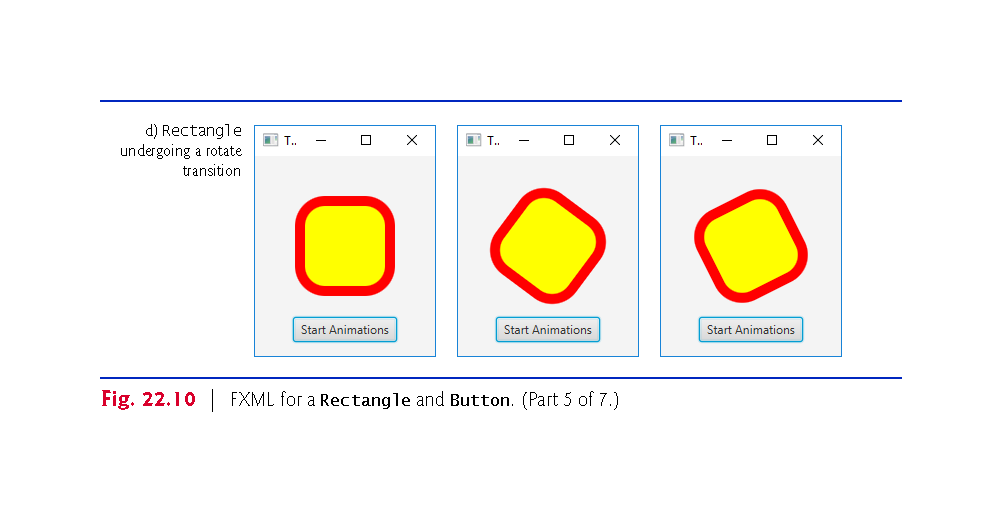 d) Rectangle
undergoing a rotate
transition
T..
T..
T..
Start Animations
Start Animations
Start Animations
Fig. 22.10 | FXML for a Rectangle and Button. (Part 5 of 7.)